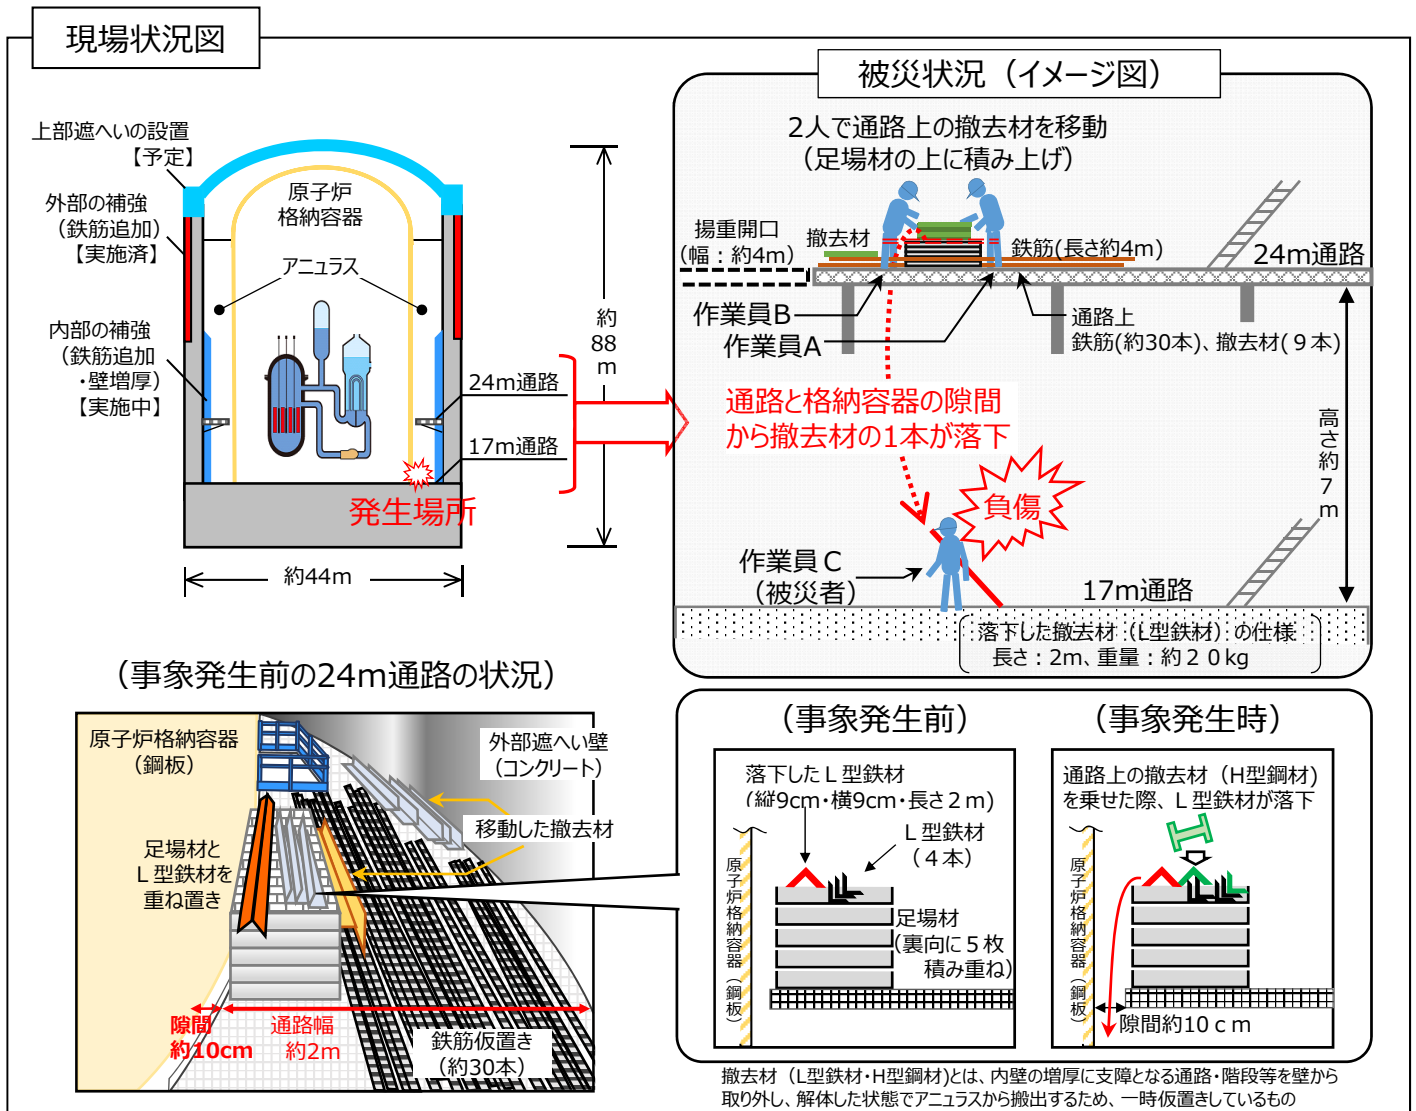 現場状況図
上部遮へいの設置
【予定】
外部の補強
（鉄筋追加）
【実施済】
内部の補強
（鉄筋追加
・壁増厚）
【実施中】
原子炉
格納容器
アニュラス
24m通路
17m通路
発生場所
約
88
m
約44m
被災状況（イメージ図）
2人で通路上の撤去材を移動
（足場材の上に積み上げ）
揚重開口
（幅：約4m）
撤去材
鉄筋(長さ約4m)
24m通路
作業員B
作業員A
通路上
鉄筋(約30本)、撤去材(９本)
通路と格納容器の隙間
から撤去材の1本が落下
負傷
高さ約7m
作業員Ｃ
（被災者）
17m通路
落下した撤去材（L型鉄材）の仕様
長さ：2m、重量：約２０kg
（事象発生前の24m通路の状況）
原子炉格納容器
（鋼板）
外部遮へい壁
（コンクリート）
移動した撤去材
足場材と
Ｌ型鉄材を
重ね置き
隙間
約10cm
通路幅
約2m
鉄筋仮置き
（約30本）
（事象発生前）
落下したＬ型鉄材
（縦9cm・横9cm・長さ２ｍ）
Ｌ型鉄材
（４本）
原子炉格納容器（鋼板）
足場材
（裏向に５枚
積み重ね）
（事象発生時）
通路上の撤去材（H型鋼材)
を乗せた際、Ｌ型鉄材が落下
原子炉格納容器（鋼板）
隙間約10ｃｍ
撤去材（L型鉄材・H型鋼材)とは、内壁の増厚に支障となる通路・階段等を壁から
取り外し、解体した状態でアニュラスから搬出するため、一時仮置きしているもの